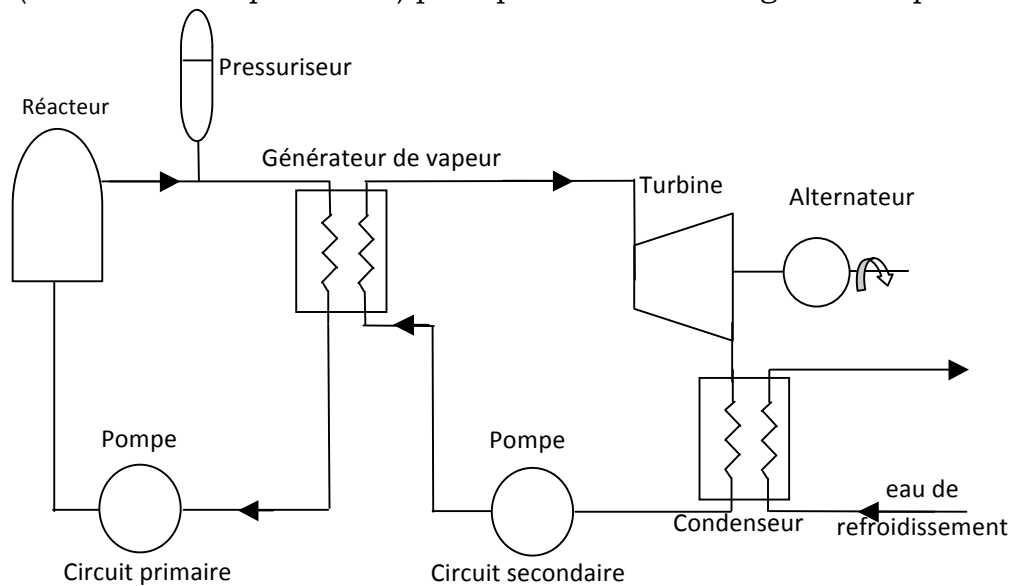 Pressuriseur
Réacteur
Générateur de vapeur
Turbine
Alternateur
Pompe
Pompe
eau de
refroidissement
Condenseur
Circuit primaire
Circuit secondaire